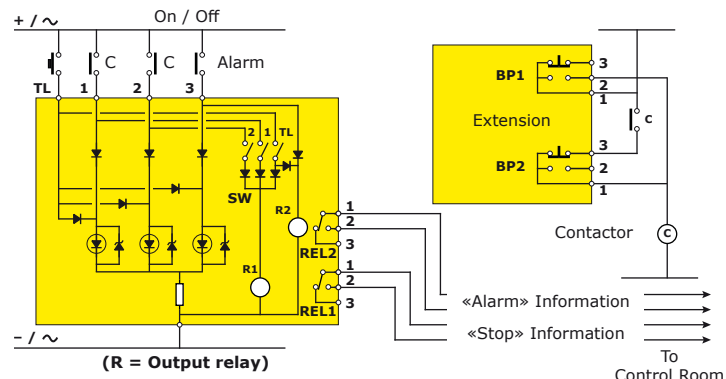 + / ∿
On / Off
C
C
Alarm
TL
1
2
3
2
1
TL
SW
R2
R1
REL2
1
2
3
REL1
1
2
3
− / ∿
(R = Output relay)
BP1
3
2
1
Extension
C
BP2
3
2
1
Contactor
C
«Alarm» Information
«Stop» Information
To
Control Room